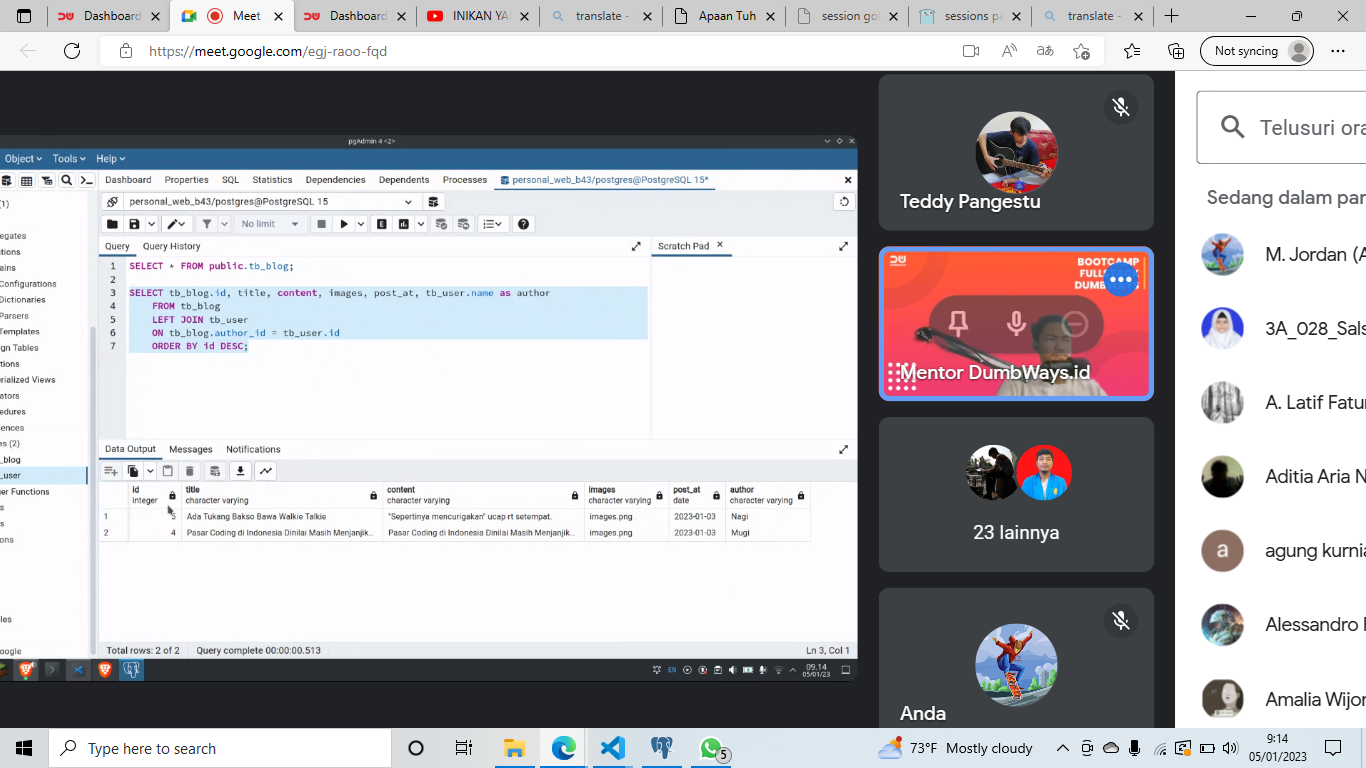 Dashboard
Meet
Dashboard
INIKAN YA
translate -
Apaan Tuh
session go
sessions pa
translate -
https://meet.google.com/egj-raoo-fqd
Not syncing
pgAdmin 4 <2>
Object
Tools
Help
Dashboard
Properties
SQL
Statistics
Dependencies
Dependents
Processes
personal_web_b43/postgres@PostgreSQL 15*
personal_web_b43/postgres@PostgreSQL 15
No limit
Query
Query History
Scratch Pad
1 SELECT * FROM public.tb_blog;
2
3 SELECT tb_blog.id, title, content, images, post_at, tb_user.name as author
4 FROM tb_blog
5 LEFT JOIN tb_user
6 ON tb_blog.author_id = tb_user.id
7 ORDER BY id DESC;
(1)
egates
tions
ains
Configurations
Dictionaries
Parsers
Templates
gn Tables
tions
rialized Views
ators
edures
ences
es (2)
_blog
_user
er Functions
s
s
ons
les
oogle
Data Output
Messages
Notifications
id integer
title character varying
content character varying
images character varying
post_at date
author character varying
1 5 Ada Tukang Bakso Bawa Walkie Talkie "Sepertinya mencurigakan" ucap rt setempat. images.png 2023-01-03 Nagi
2 4 Pasar Coding di Indonesia Dinilai Masih Menjanjik... Pasar Coding di Indonesia Dinilai Masih Menjanjik... images.png 2023-01-03 Mugi
Total rows: 2 of 2
Query complete 00:00:00.513
Ln 3, Col 1
EN
09.14
05/01/23
Teddy Pangestu
BOOTCAMP
FULLS
DUMBWAYS
Mentor DumbWays.id
23 lainnya
Anda
Telusuri ora
Sedang dalam par
M. Jordan (A
3A_028_Sals
A. Latif Fatur
Aditia Aria N
a
agung kurnia
Alessandro
Amalia Wijor
Type here to search
5
73°F Mostly cloudy
9:14
05/01/2023